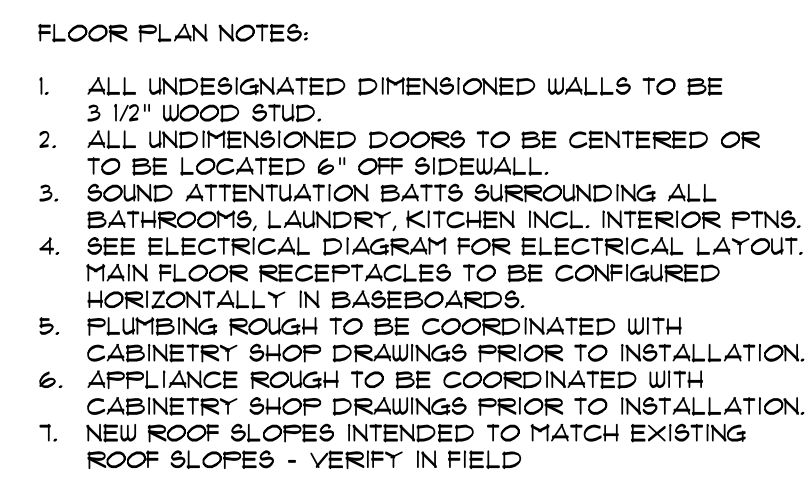 FLOOR PLAN NOTES:
1. ALL UNDESIGNATED DIMENSIONED WALLS TO BE
3 1/2" WOOD STUD.
2. ALL UNDIMENSIONED DOORS TO BE CENTERED OR
TO BE LOCATED 6" OFF SIDEWALL.
3. SOUND ATTENTUATION BATTS SURROUNDING ALL
BATHROOMS, LAUNDRY, KITCHEN INCL. INTERIOR PTNS.
4. SEE ELECTRICAL DIAGRAM FOR ELECTRICAL LAYOUT.
MAIN FLOOR RECEPTACLES TO BE CONFIGURED
HORIZONTALLY IN BASEBOARDS.
5. PLUMBING ROUGH TO BE COORDINATED WITH
CABINETRY SHOP DRAWINGS PRIOR TO INSTALLATION.
6. APPLIANCE ROUGH TO BE COORDINATED WITH
CABINETRY SHOP DRAWINGS PRIOR TO INSTALLATION.
7. NEW ROOF SLOPES INTENDED TO MATCH EXISTING
ROOF SLOPES - VERIFY IN FIELD